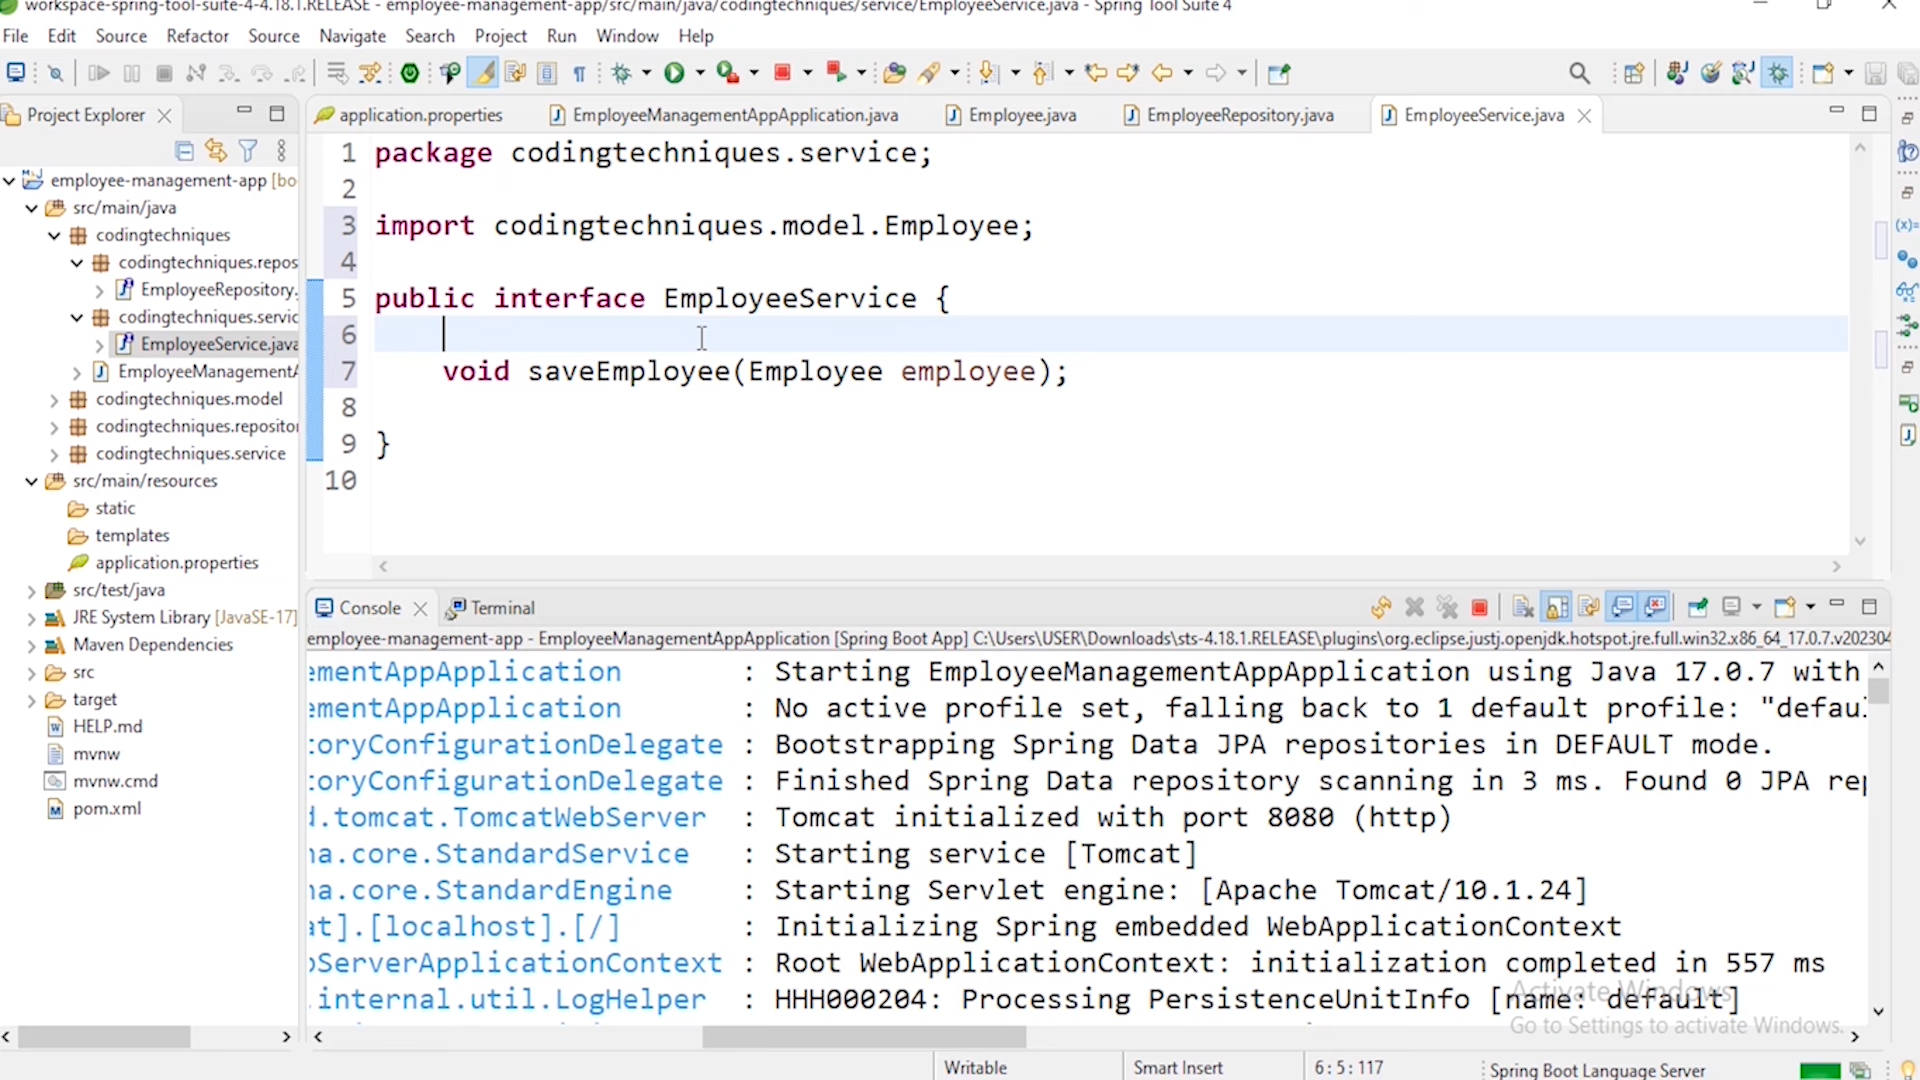 workspace-spring-tool-suite-4-4.18.1.RELEASE - employee-management-app/src/main/java/codingtechniques/service/EmployeeService.java - Spring Tool Suite 4
File Edit Source Refactor Source Navigate Search Project Run Window Help
Project Explorer
application.properties EmployeeManagementAppApplication.java Employee.java EmployeeRepository.java EmployeeService.java
employee-management-app [bo
src/main/java
codingtechniques
codingtechniques.repos
EmployeeRepository.
codingtechniques.servic
EmployeeService.java
EmployeeManagementA
codingtechniques.model
codingtechniques.reposito
codingtechniques.service
src/main/resources
static
templates
application.properties
src/test/java
JRE System Library [JavaSE-17]
Maven Dependencies
src
target
HELP.md
mvnw
mvnw.cmd
pom.xml
1 package codingtechniques.service;
2
3 import codingtechniques.model.Employee;
4
5 public interface EmployeeService {
6
7 void saveEmployee(Employee employee);
8
9 }
10
Console Terminal
employee-management-app - EmployeeManagementAppApplication [Spring Boot App] C:\Users\USER\Downloads\sts-4.18.1.RELEASE\plugins\org.eclipse.justj.openjdk.hotspot.jre.full.win32.x86_64_17.0.7.v202304
ementAppApplication : Starting EmployeeManagementAppApplication using Java 17.0.7 with
ementAppApplication : No active profile set, falling back to 1 default profile: "defau
toryConfigurationDelegate : Bootstrapping Spring Data JPA repositories in DEFAULT mode.
toryConfigurationDelegate : Finished Spring Data repository scanning in 3 ms. Found 0 JPA rep
d.tomcat.TomcatWebServer : Tomcat initialized with port 8080 (http)
na.core.StandardService : Starting service [Tomcat]
na.core.StandardEngine : Starting Servlet engine: [Apache Tomcat/10.1.24]
at].[localhost].[/] : Initializing Spring embedded WebApplicationContext
ServerApplicationContext : Root WebApplicationContext: initialization completed in 557 ms
.internal.util.LogHelper : HHH000204: Processing PersistenceUnitInfo [name: default]
Activate Windows
Go to Settings to activate Windows.
Writable Smart Insert 6 : 5 : 117 Spring Boot Language Server